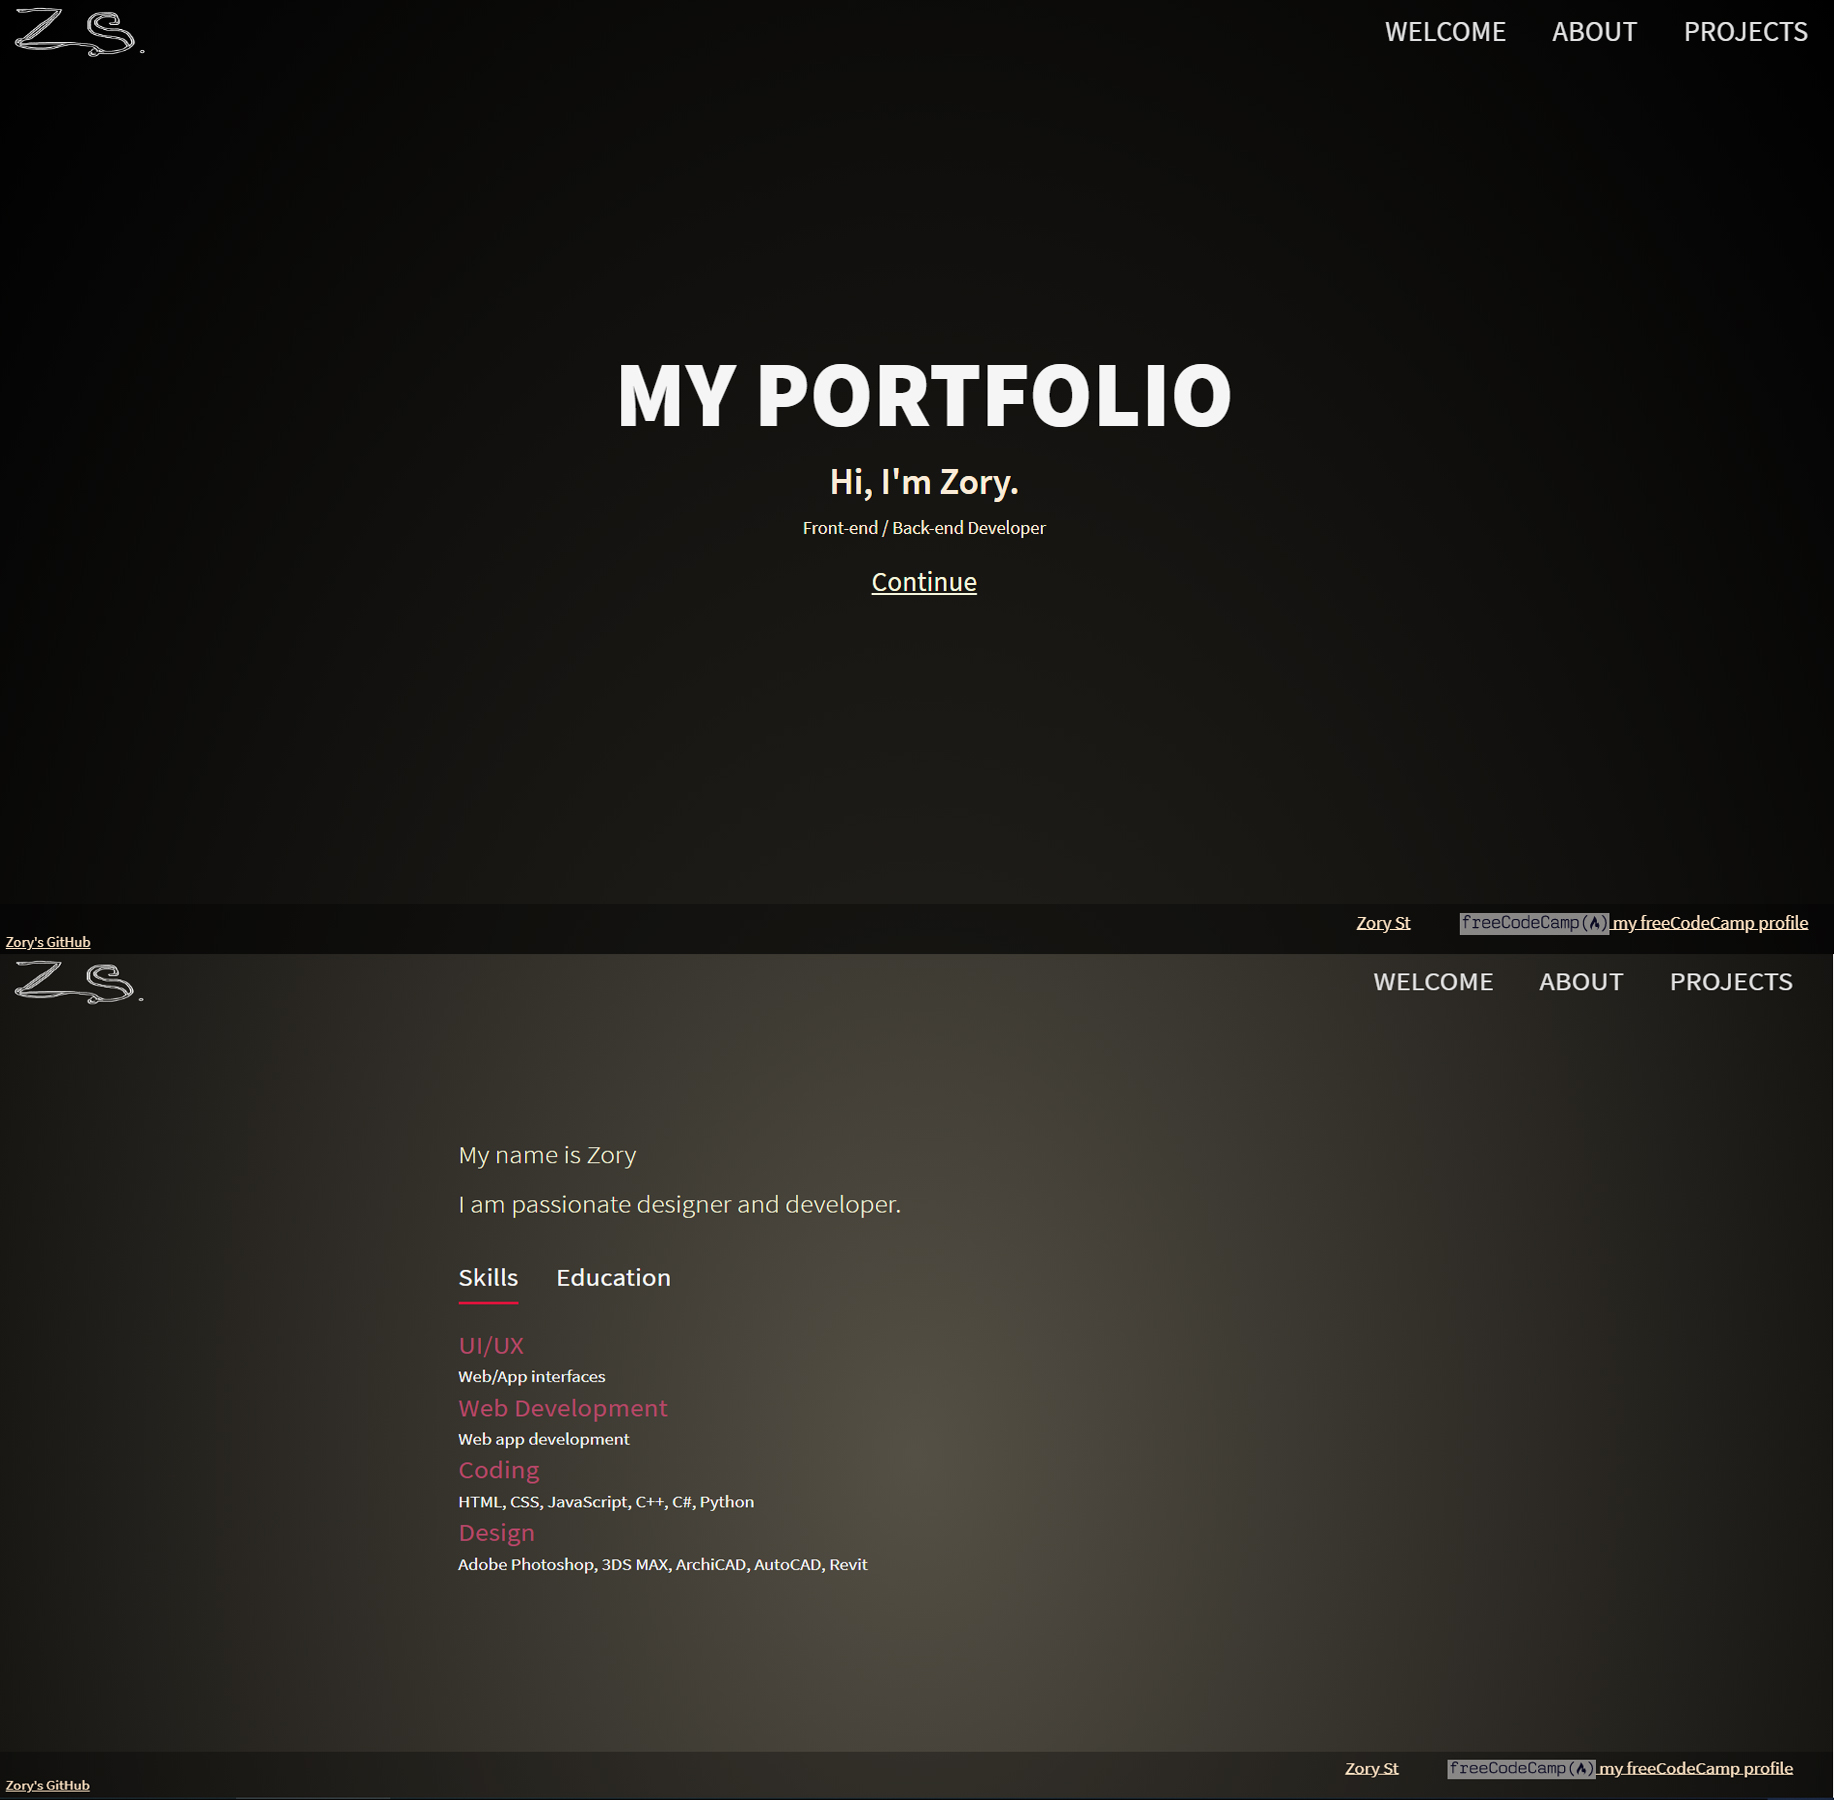 Z S.
WELCOME ABOUT PROJECTS
MY PORTFOLIO
Hi, I'm Zory.
Front-end / Back-end Developer
Continue
Zory St freeCodeCamp(🔥) my freeCodeCamp profile
Zory's GitHub
Z S.
WELCOME ABOUT PROJECTS
My name is Zory
I am passionate designer and developer.
Skills Education
UI/UX
Web/App interfaces
Web Development
Web app development
Coding
HTML, CSS, JavaScript, C++, C#, Python
Design
Adobe Photoshop, 3DS MAX, ArchiCAD, AutoCAD, Revit
Zory St freeCodeCamp(🔥) my freeCodeCamp profile
Zory's GitHub